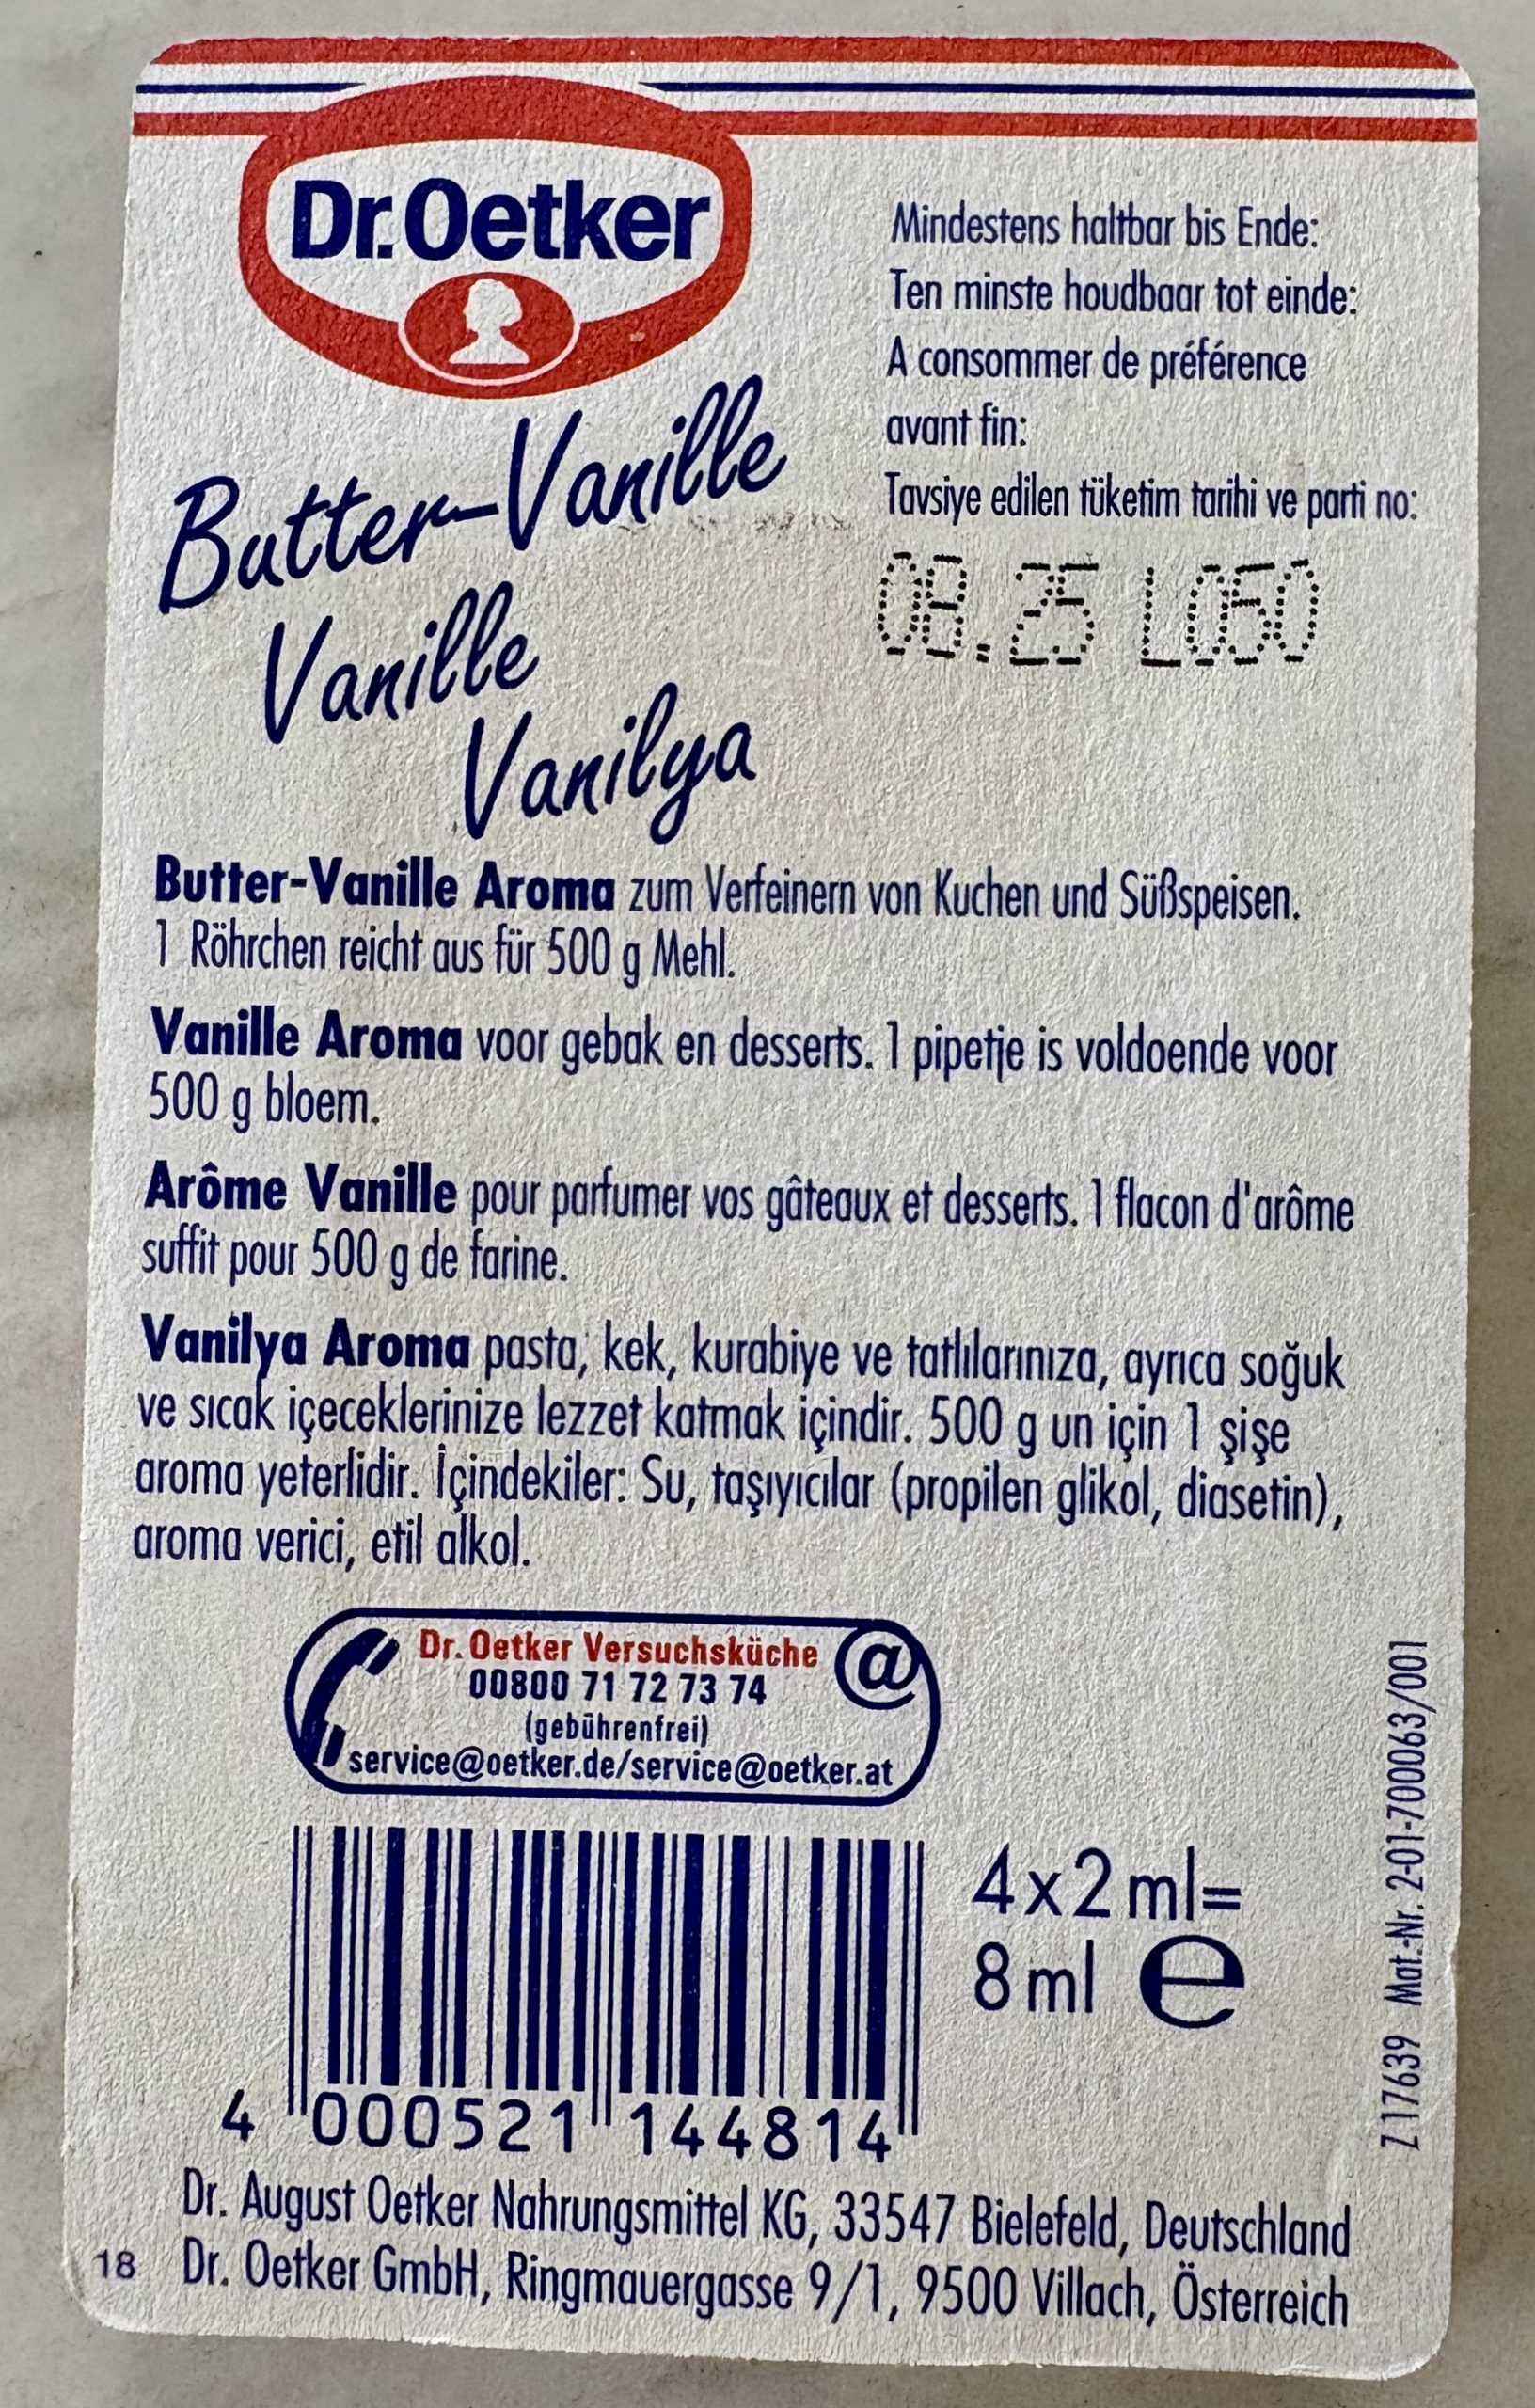 Dr.Oetker
Butter-Vanille
Vanille
Vanilya
Mindestens haltbar bis Ende:
Ten minste houdbaar tot einde:
A consommer de préférence
avant fin:
Tavsiye edilen tüketim tarihi ve parti no:
08.25 L050
Butter-Vanille Aroma zum Verfeinern von Kuchen und Süßspeisen.
1 Röhrchen reicht aus für 500 g Mehl.
Vanille Aroma voor gebak en desserts. 1 pipetje is voldoende voor
500 g bloem.
Arôme Vanille pour parfumer vos gâteaux et desserts. 1 flacon d'arôme
suffit pour 500 g de farine.
Vanilya Aroma pasta, kek, kurabiye ve tatlılarınıza, ayrıca soğuk
ve sıcak içeceklerinize lezzet katmak içindir. 500 g un için 1 şişe
aroma yeterlidir. İçindekiler: Su, taşıyıcılar (propilen glikol, diasetin),
aroma verici, etil alkol.
Dr. Oetker Versuchsküche @
00800 71 72 73 74
(gebührenfrei)
service@oetker.de/service@oetker.at
4x2 ml=
8 ml e
4 000521 144814
Z17639 Mat.-Nr. 2-01-700063/001
Dr. August Oetker Nahrungsmittel KG, 33547 Bielefeld, Deutschland
18 Dr. Oetker GmbH, Ringmauergasse 9/1, 9500 Villach, Österreich